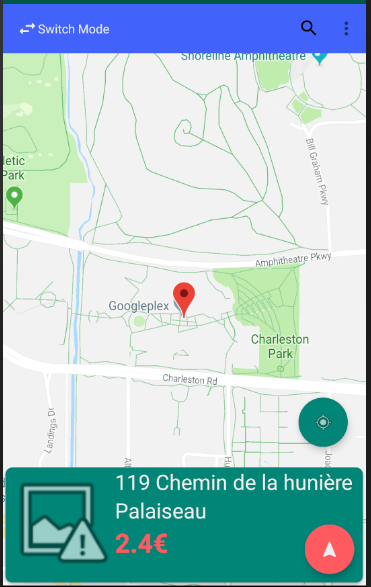 Switch Mode
Shoreline Amphitheatre
Bill Graham Pkwy
letic
Park
Amphitheatre Pkwy
Googleplex
Charleston
Park
Charleston Rd
Landings Dr
119 Chemin de la hunière
Palaiseau
2.4€